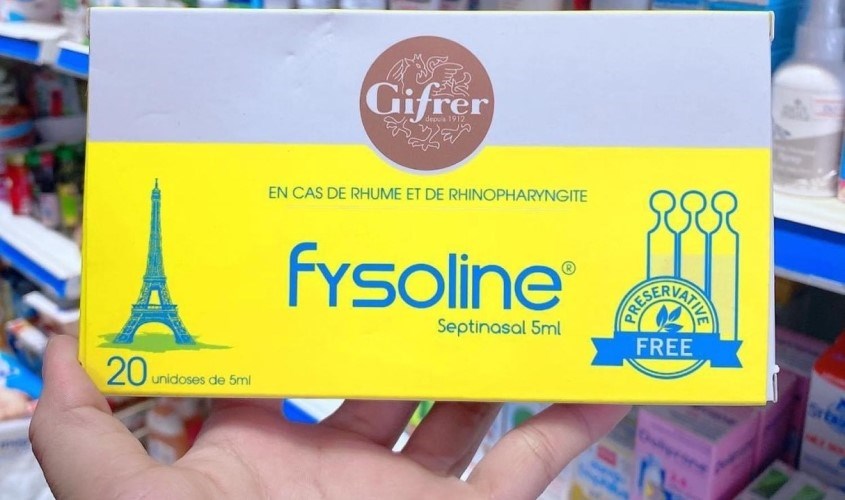 Gifrer
depuis 1912
EN CAS DE RHUME ET DE RHINOPHARYNGITE
fysoline®
Septinasal 5ml
PRESERVATIVE
FREE
20 unidoses de 5ml